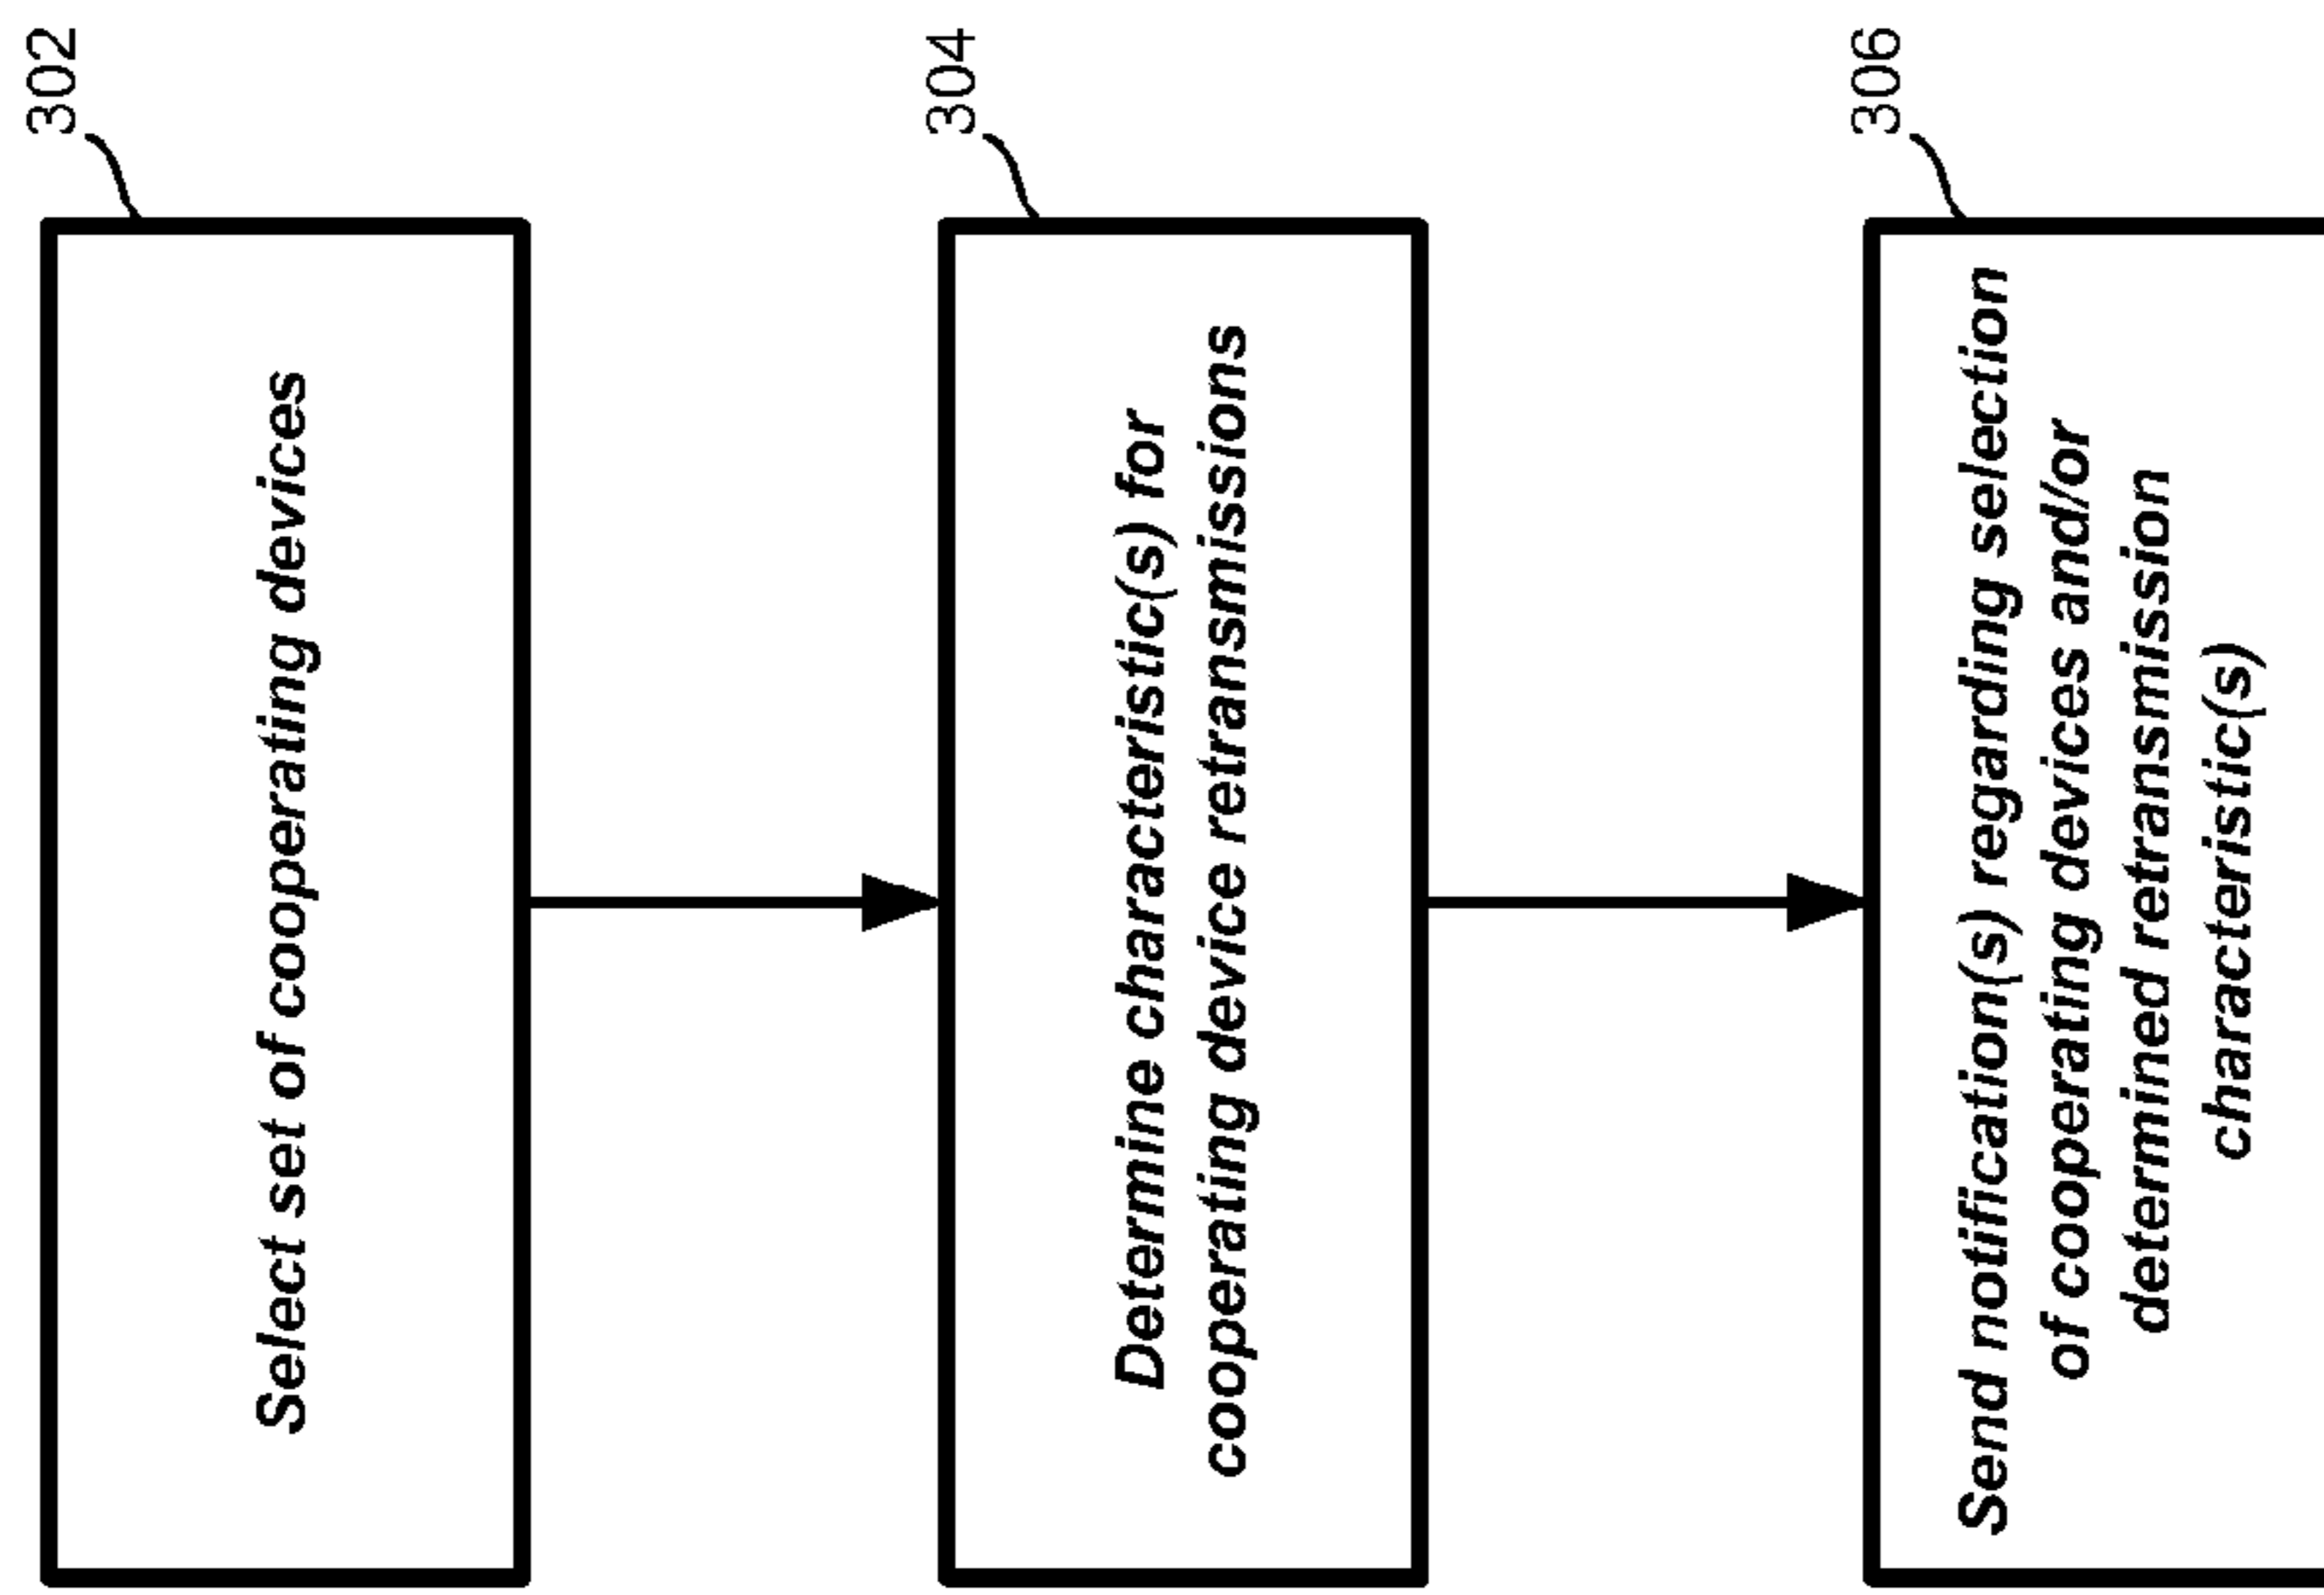 302
Select set of cooperating devices
304
Determine characteristic(s) for
cooperating device retransmissions
306
Send notification(s) regarding selection
of cooperating devices and/or
determined retransmission
characteristic(s)